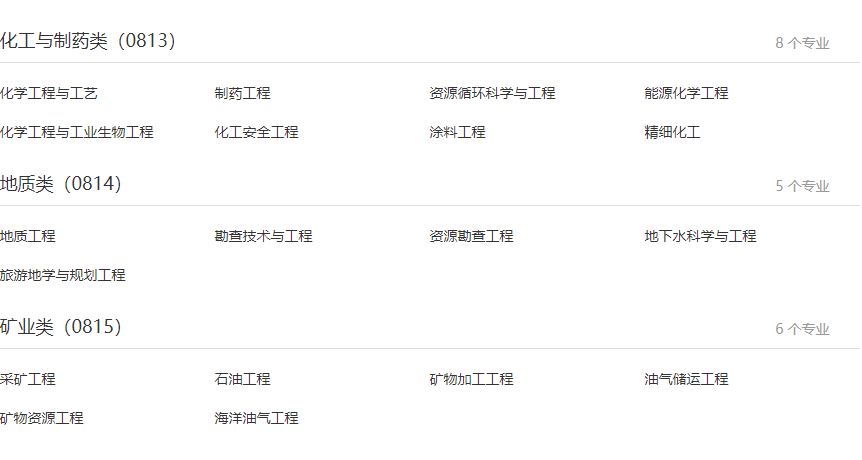 化工与制药类（0813） 8 个专业
化学工程与工艺 制药工程 资源循环科学与工程 能源化学工程
化学工程与工业生物工程 化工安全工程 涂料工程 精细化工
地质类（0814） 5 个专业
地质工程 勘查技术与工程 资源勘查工程 地下水科学与工程
旅游地学与规划工程
矿业类（0815） 6 个专业
采矿工程 石油工程 矿物加工工程 油气储运工程
矿物资源工程 海洋油气工程